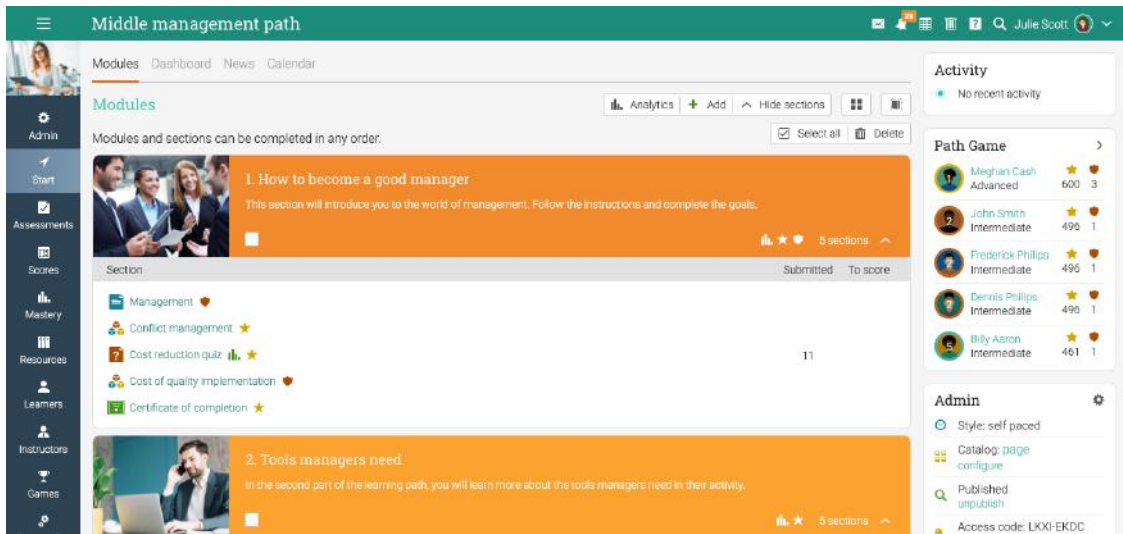 Middle management path
20
Julie Scott
Admin
Start
Assessments
Scores
Mastery
Resources
Learners
Instructors
Games
Modules Dashboard News Calendar
Modules
Analytics Add Hide sections
Modules and sections can be completed in any order.
Select all Delete
1. How to become a good manager
This section will introduce you to the world of management. Follow the instructions and complete the goals.
5 sections
Section Submitted To score
Management
Conflict management
Cost reduction quiz 11
Cost of quality implementation
Certificate of completion
2. Tools managers need
In the second part of the learning path, you will learn more about the tools managers need in their activity.
5 sections
Activity
No recent activity
Path Game
Meghan Cash
Advanced 600 3
John Smith
Intermediate 496 1
Frederick Philips
Intermediate 496 1
Dennis Philips
Intermediate 496 1
Billy Aaron
Intermediate 461 1
Admin
Style: self paced
Catalog: page
configure
Published
unpublish
Access code: LKXI-EKDC